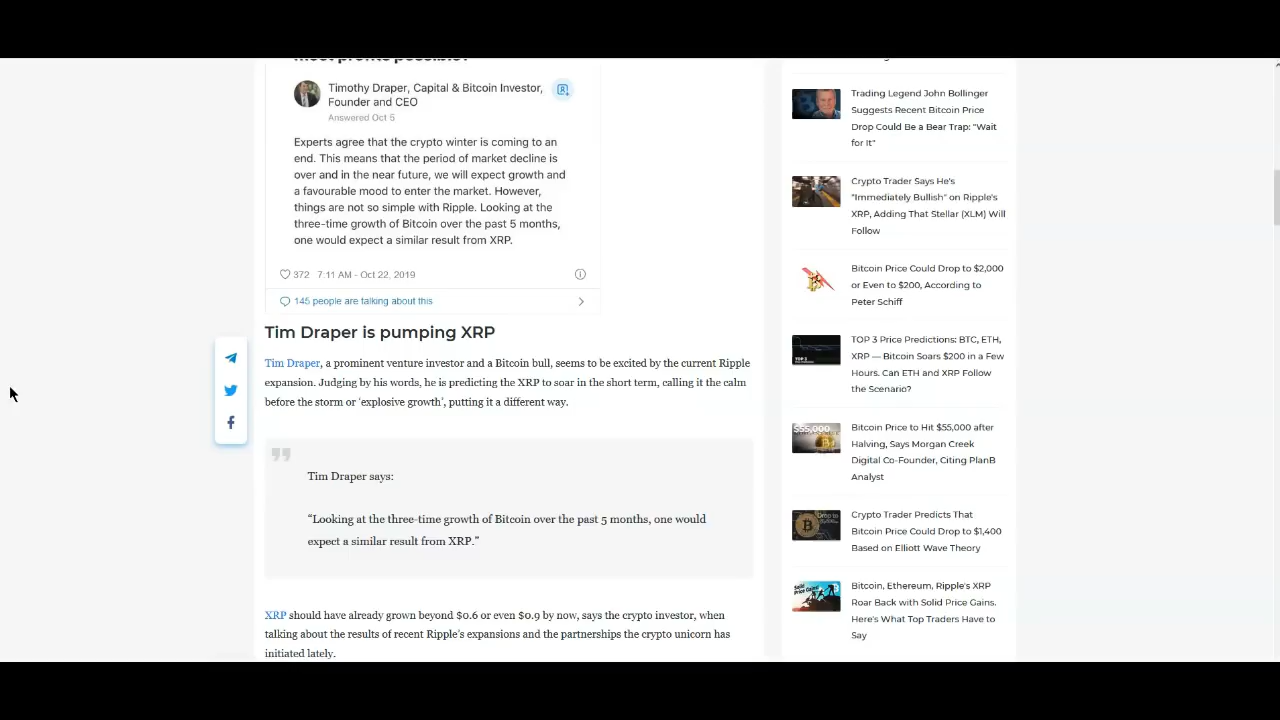 most profits possible?
Timothy Draper, Capital & Bitcoin Investor,
Founder and CEO
Answered Oct 6
Experts agree that the crypto winter is coming to an
end. This means that the period of market decline is
over and in the near future, we will expect growth and
a favourable mood to enter the market. However,
things are not so simple with Ripple. Looking at the
three-time growth of Bitcoin over the past 5 months,
one would expect a similar result from XRP.
372 7:11 AM - Oct 22, 2019
145 people are talking about this
Tim Draper is pumping XRP
Tim Draper, a prominent venture investor and a Bitcoin bull, seems to be excited by the current Ripple
expansion. Judging by his words, he is predicting the XRP to soar in the short term, calling it the calm
before the storm or ‘explosive growth’, putting it a different way.
Tim Draper says:
“Looking at the three-time growth of Bitcoin over the past 5 months, one would
expect a similar result from XRP.”
XRP should have already grown beyond $0.6 or even $0.9 by now, says the crypto investor, when
talking about the results of recent Ripple’s expansions and the partnerships the crypto unicorn has
initiated lately.
Trading Legend John Bollinger
Suggests Recent Bitcoin Price
Drop Could Be a Bear Trap: "Wait
for It"
Crypto Trader Says He's
"Immediately Bullish" on Ripple's
XRP, Adding That Stellar (XLM) Will
Follow
Bitcoin Price Could Drop to $2,000
or Even to $200, According to
Peter Schiff
TOP 3 Price Predictions: BTC, ETH,
XRP — Bitcoin Soars $200 in a Few
Hours. Can ETH and XRP Follow
the Scenario?
$55,000
Bitcoin Price to Hit $55,000 after
Halving, Says Morgan Creek
Digital Co-Founder, Citing PlanB
Analyst
Crypto Trader Predicts That
Bitcoin Price Could Drop to $1,400
Based on Elliott Wave Theory
Bitcoin, Ethereum, Ripple's XRP
Roar Back with Solid Price Gains.
Here's What Top Traders Have to
Say